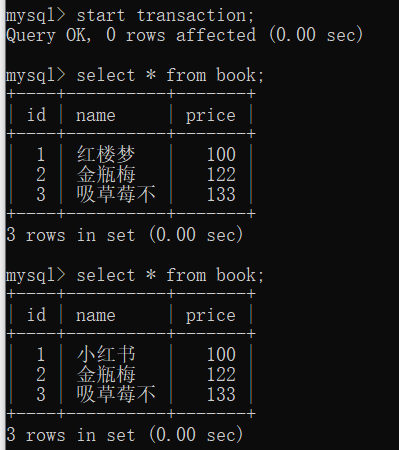 mysql> start transaction;
Query OK, 0 rows affected (0.00 sec)
mysql> select * from book;
+----+----------+-------+
| id | name     | price |
+----+----------+-------+
|  1 | 红楼梦   |   100 |
|  2 | 金瓶梅   |   122 |
|  3 | 吸草莓不 |   133 |
+----+----------+-------+
3 rows in set (0.00 sec)
mysql> select * from book;
+----+----------+-------+
| id | name     | price |
+----+----------+-------+
|  1 | 小红书   |   100 |
|  2 | 金瓶梅   |   122 |
|  3 | 吸草莓不 |   133 |
+----+----------+-------+
3 rows in set (0.00 sec)